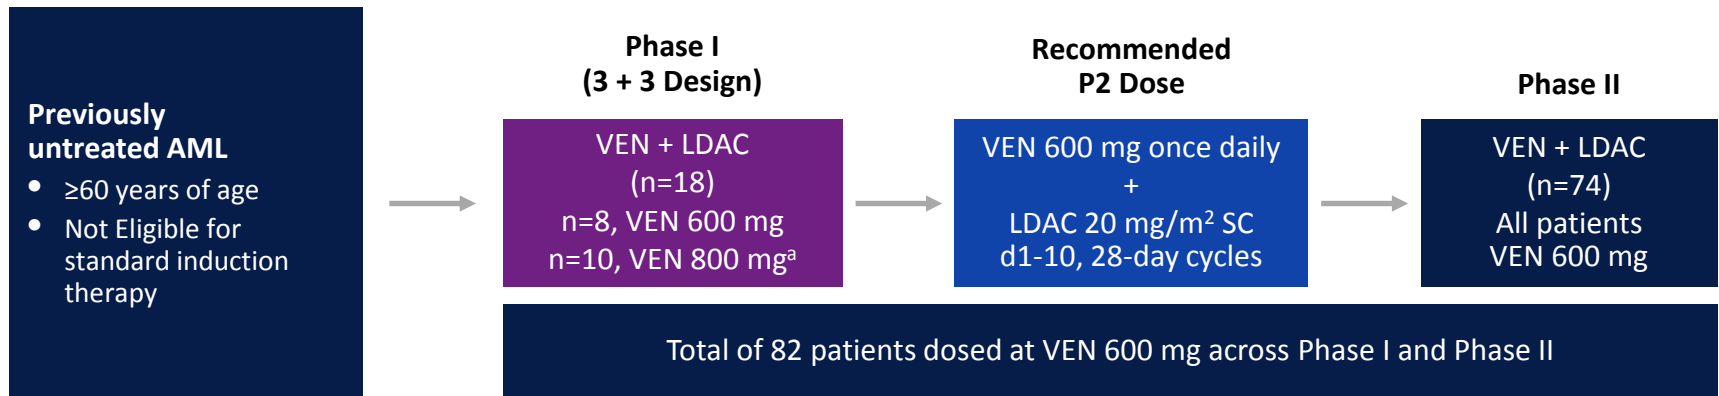 Previously
untreated AML
• ≥60 years of age
• Not Eligible for
standard induction
therapy
Phase I
(3 + 3 Design)
VEN + LDAC
(n=18)
n=8, VEN 600 mg
n=10, VEN 800 mgᵃ
Recommended
P2 Dose
VEN 600 mg once daily
+
LDAC 20 mg/m² SC
d1-10, 28-day cycles
Phase II
VEN + LDAC
(n=74)
All patients
VEN 600 mg
Total of 82 patients dosed at VEN 600 mg across Phase I and Phase II